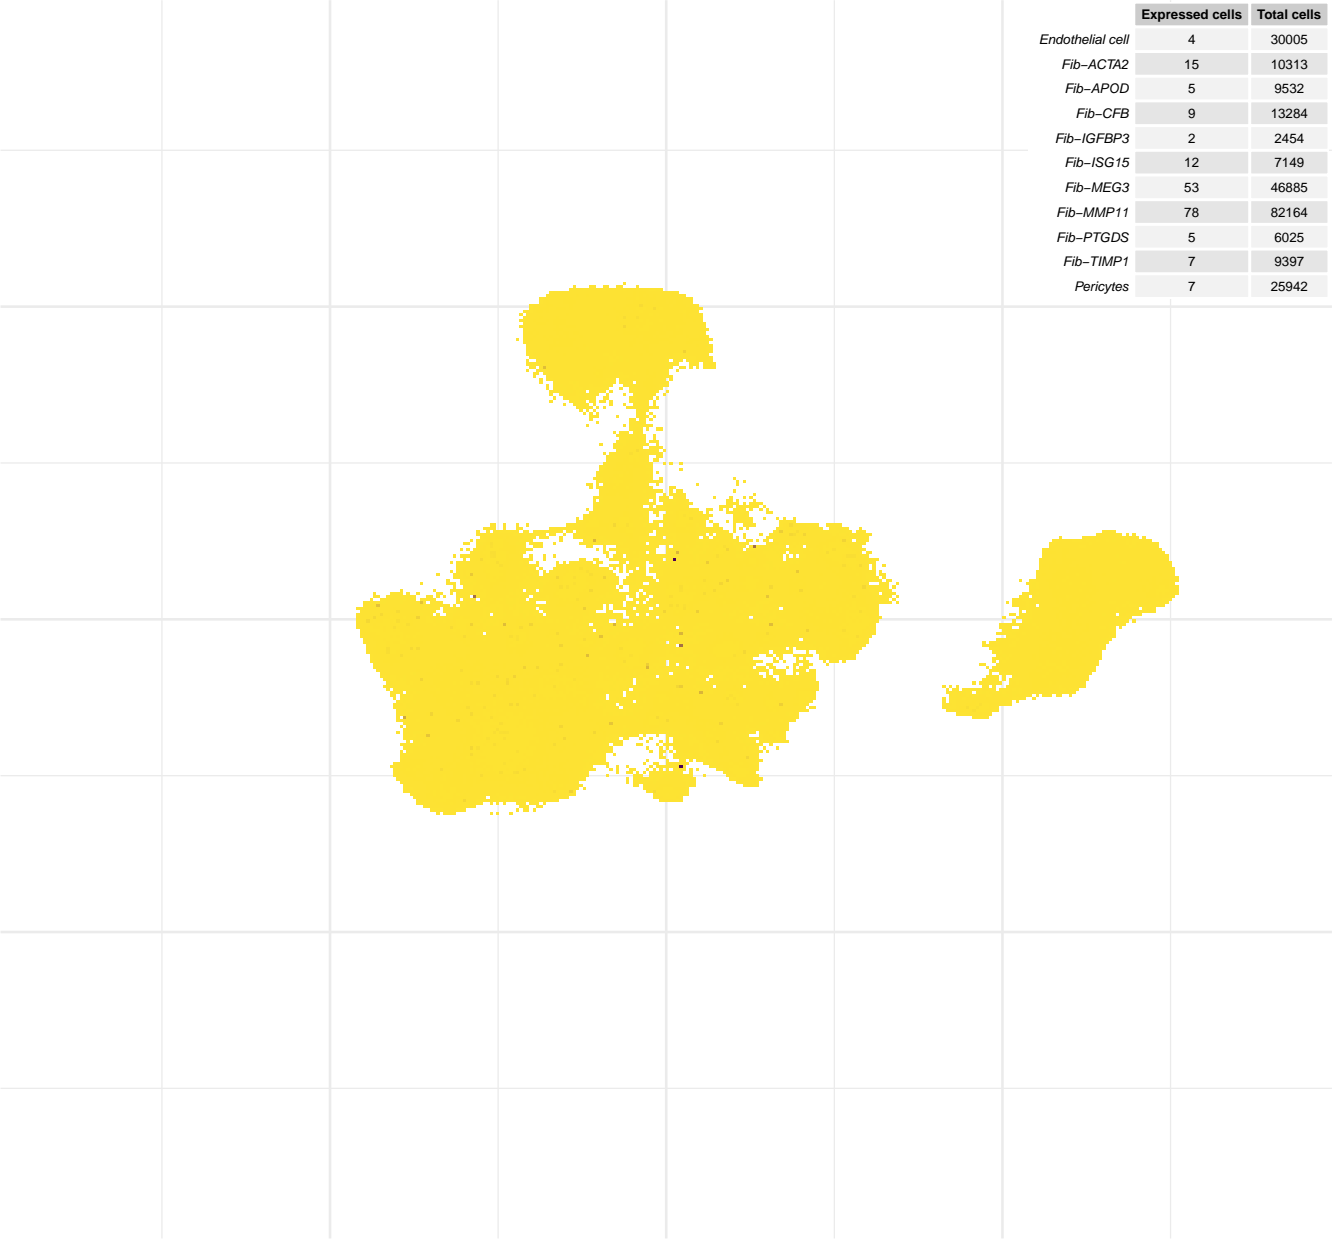 Expressed cells Total cells
Endothelial cell 4 30005
Fib−ACTA2 15 10313
Fib−APOD 5 9532
Fib−CFB 9 13284
Fib−IGFBP3 2 2454
Fib−ISG15 12 7149
Fib−MEG3 53 46885
Fib−MMP11 78 82164
Fib−PTGDS 5 6025
Fib−TIMP1 7 9397
Pericytes 7 25942